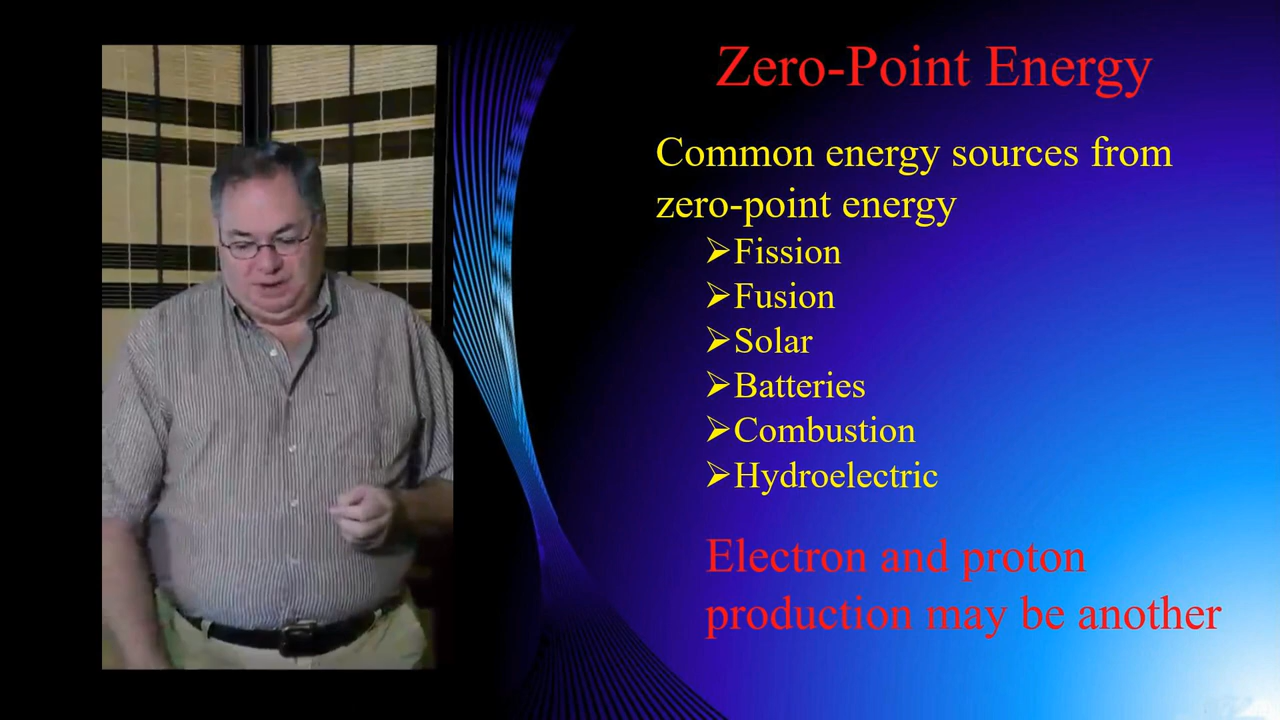 Zero-Point Energy
Common energy sources from
zero-point energy
➢Fission
➢Fusion
➢Solar
➢Batteries
➢Combustion
➢Hydroelectric
Electron and proton
production may be another